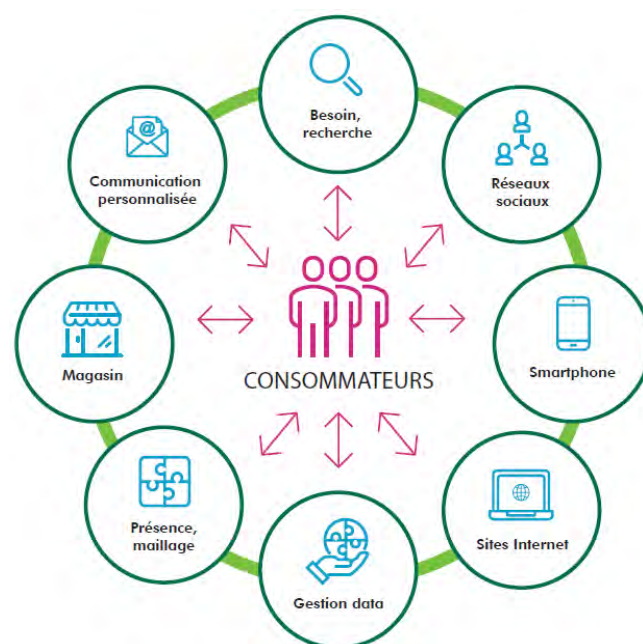 Besoin,
recherche
Réseaux
sociaux
Smartphone
Sites Internet
Gestion data
Présence,
maillage
Magasin
@
Communication
personnalisée
CONSOMMATEURS